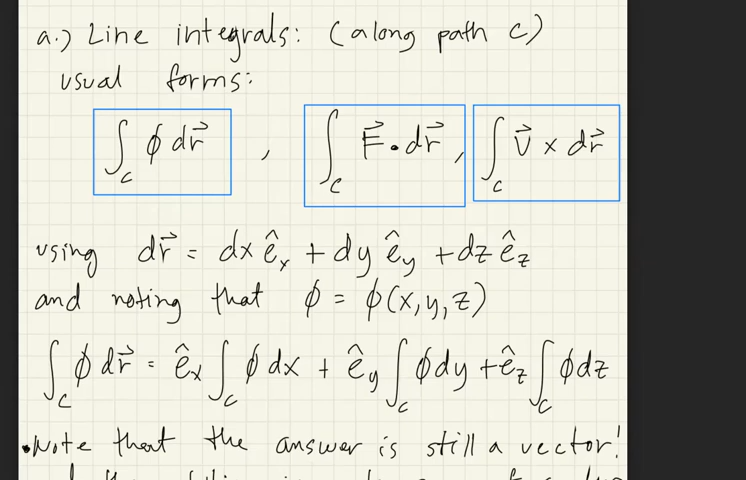 a.) Line integrals: (along path c)
usual forms:
∫_c ϕ dr⃗ , ∫_c F⃗ · dr⃗ , ∫_c V⃗ × dr⃗
using dr⃗ = dx ê_x + dy ê_y + dz ê_z
and noting that ϕ = ϕ(x,y,z)
∫_c ϕ dr⃗ = ê_x ∫_c ϕ dx + ê_y ∫_c ϕ dy + ê_z ∫_c ϕ dz
• Note that the answer is still a vector!